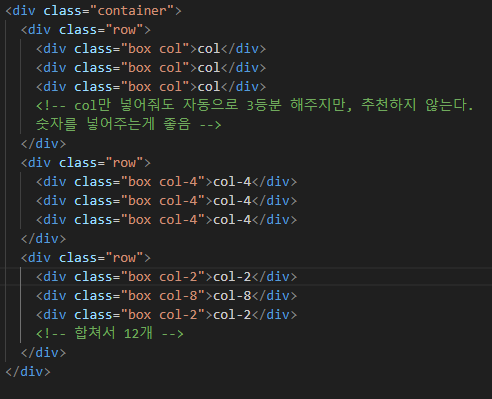 <div class="container">
<div class="row">
<div class="box col">col</div>
<div class="box col">col</div>
<div class="box col">col</div>
<!-- col만 넣어줘도 자동으로 3등분 해주지만, 추천하지 않는다.
숫자를 넣어주는게 좋음 -->
</div>
<div class="row">
<div class="box col-4">col-4</div>
<div class="box col-4">col-4</div>
<div class="box col-4">col-4</div>
</div>
<div class="row">
<div class="box col-2">col-2</div>
<div class="box col-8">col-8</div>
<div class="box col-2">col-2</div>
<!-- 합쳐서 12개 -->
</div>
</div>